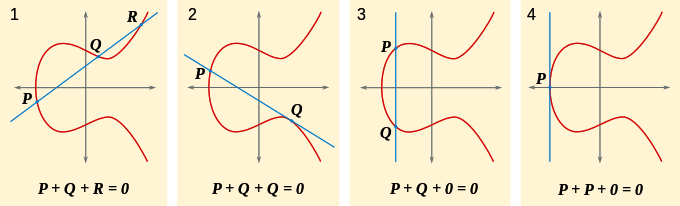 1
R
Q
P
P + Q + R = 0
2
P
Q
P + Q + Q = 0
3
P
Q
P + Q + 0 = 0
4
P
P + P + 0 = 0